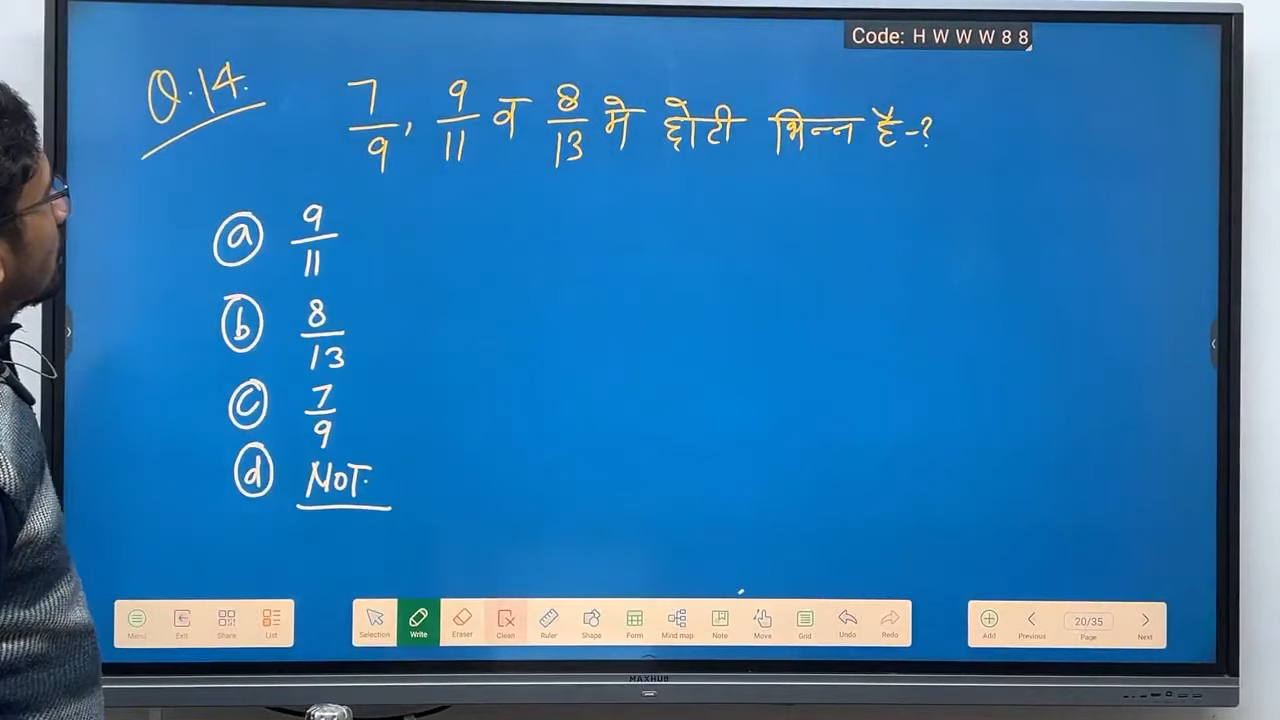 Code: HWWW88
Q.14. 7/9, 9/11 व 8/13 मे छोटी भिन्न है-?
a 9/11
b 8/13
c 7/9
d NOT.
Menu Exit Share List Selection Write Eraser Clean Ruler Shape Form Mind map Note Move Grid Undo Redo Add Previous 20/35 Page Next
MAXHUB